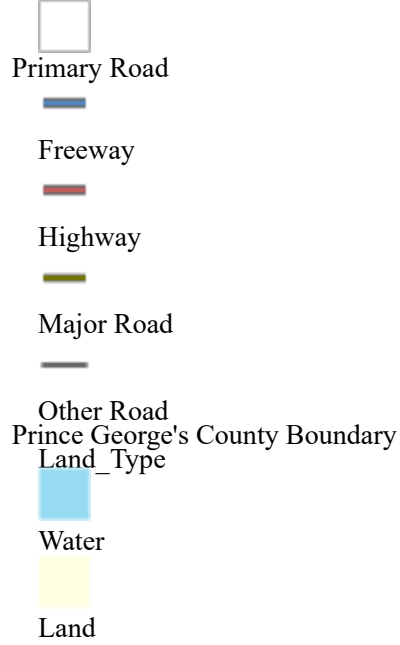 Primary Road
Freeway
Highway
Major Road
Other Road
Prince George's County Boundary
Land_Type
Water
Land